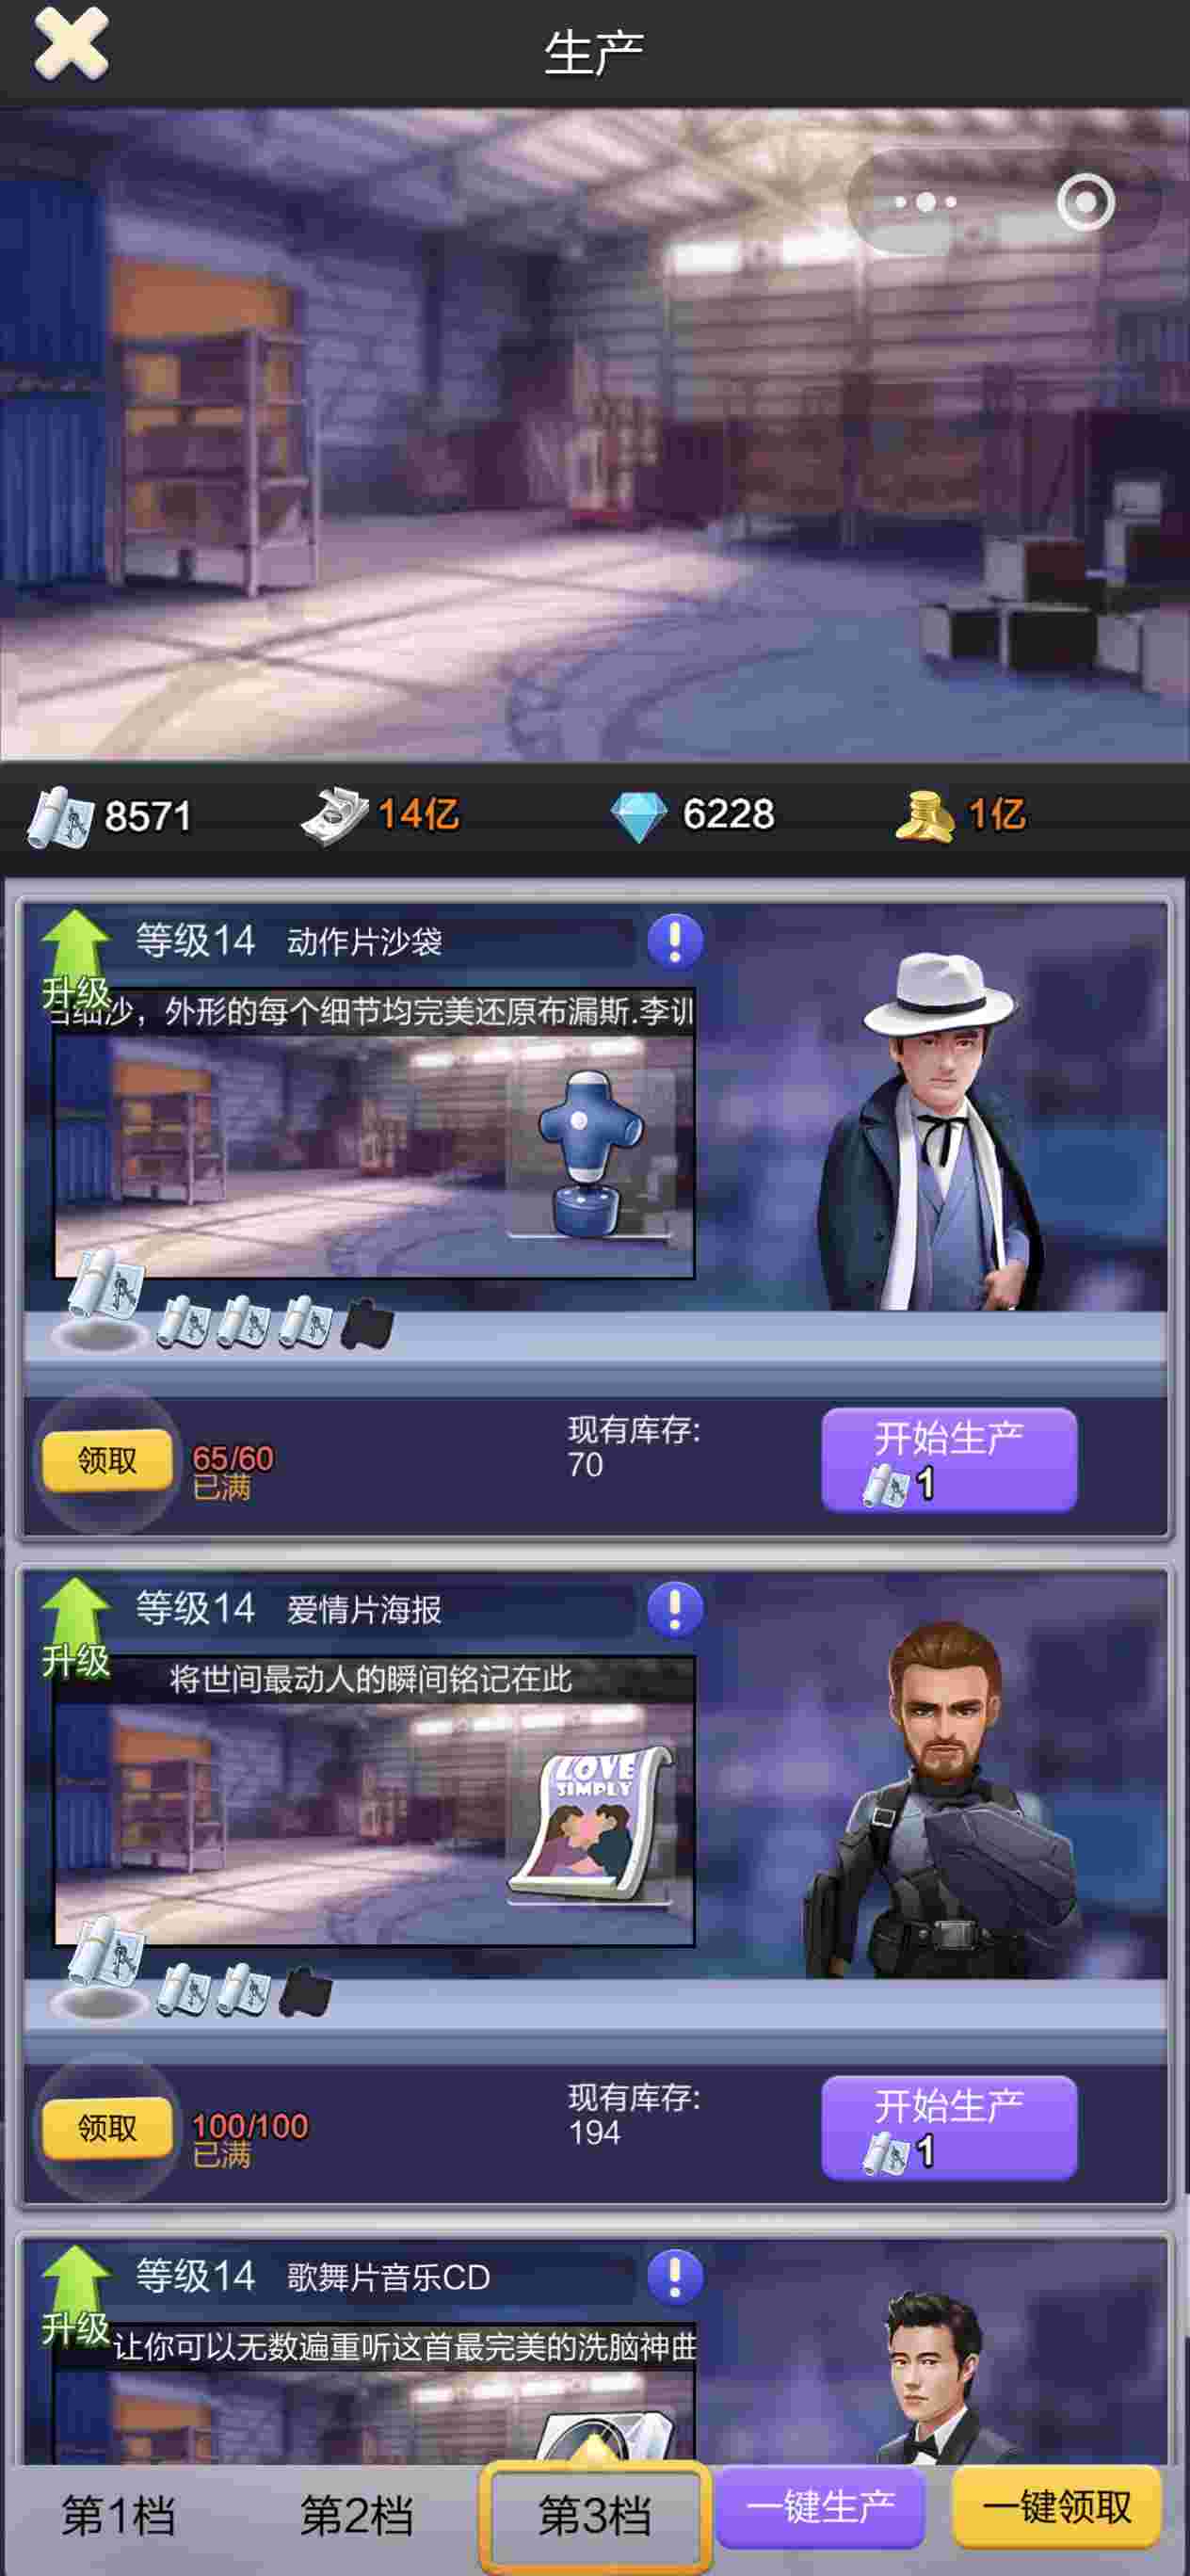 生产
8571
14亿
6228
1亿
等级14 动作片沙袋
升级
细沙，外形的每个细节均完美还原布漏斯.李训
领取
65/60
已满
现有库存:
70
开始生产
1
等级14 爱情片海报
升级
将世间最动人的瞬间铭记在此
LOVE
SIMPLY
领取
100/100
已满
现有库存:
194
开始生产
1
等级14 歌舞片音乐CD
升级
让你可以无数遍重听这首最完美的洗脑神曲
第1档
第2档
第3档
一键生产
一键领取